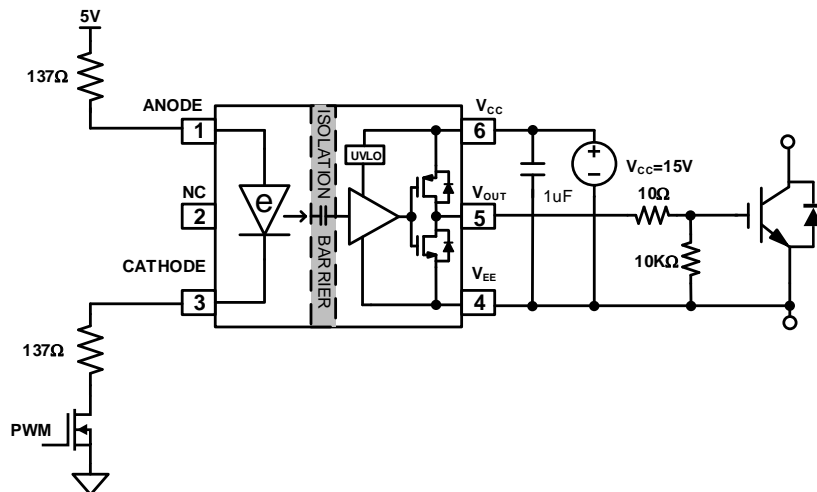 5V
137Ω
ANODE
1
NC
2
CATHODE
3
137Ω
PWM
e
ISOLATION
BARRIER
UVLO
VCC
6
VOUT
5
VEE
4
1uF
VCC=15V
10Ω
10KΩ